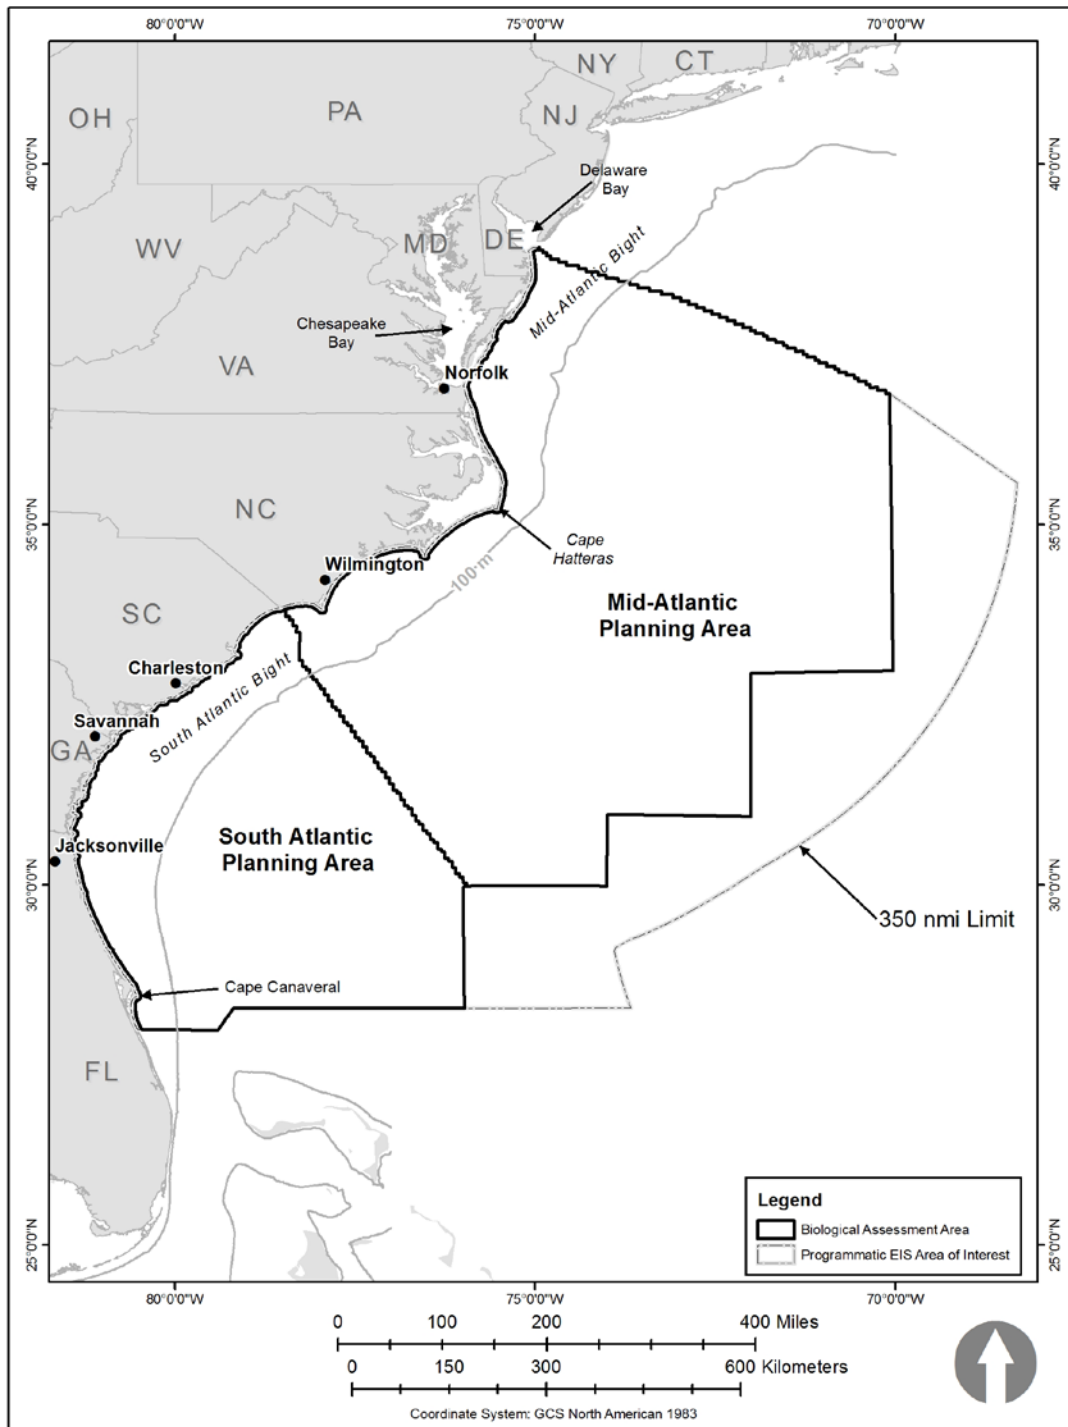 80°0'0"W
75°0'0"W
70°0'0"W
NY
CT
PA
NJ
OH
40°0'0"N
40°0'0"N
Delaware
Bay
MD
DE
WV
Mid-Atlantic Bight
Chesapeake
Bay
VA
Norfolk
NC
35°0'0"N
35°0'0"N
Cape
Hatteras
Wilmington
100-m
Mid-Atlantic
Planning Area
SC
Charleston
South Atlantic Bight
Savannah
GA
South Atlantic
Planning Area
Jacksonville
30°0'0"N
30°0'0"N
350 nmi Limit
Cape Canaveral
FL
Legend
Biological Assessment Area
Programmatic EIS Area of Interest
25°0'0"N
25°0'0"N
80°0'0"W
75°0'0"W
70°0'0"W
0 100 200 400 Miles
0 150 300 600 Kilometers
Coordinate System: GCS North American 1983